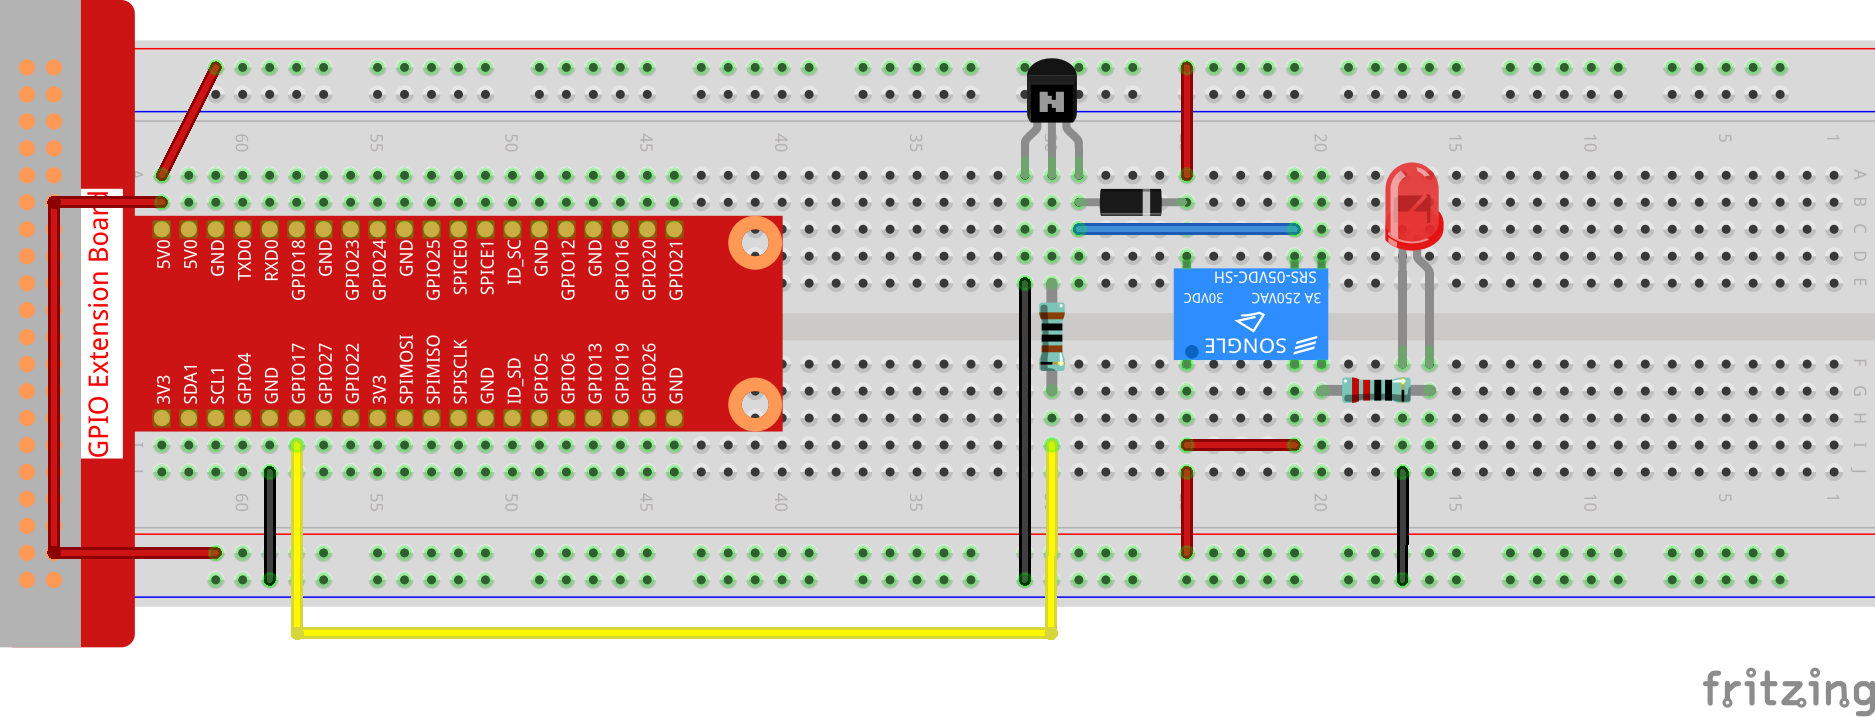 60 55 50 45 40 35 20 15 10 5 1
A
A
B
C
D
E
F
G
H
I
J
GPIO Extension Board
5V0
5V0
GND
TXD0
RXD0
GPIO18
GND
GPIO23
GPIO24
GND
GPIO25
SPICE0
SPICE1
ID_SC
GND
GPIO12
GND
GPIO16
GPIO20
GPIO21
3V3
SDA1
SCL1
GPIO4
GND
GPIO17
GPIO27
GPIO22
3V3
SPIMOSI
SPIMISO
SPISCLK
GND
ID_SD
GPIO5
GPIO6
GPIO13
GPIO19
GPIO26
GND
N
SONGLE
3A 250VAC 30VDC
SRS-05VDC-SH
I
60 55 50 45 40 35 20 15 10 5 1
fritzing